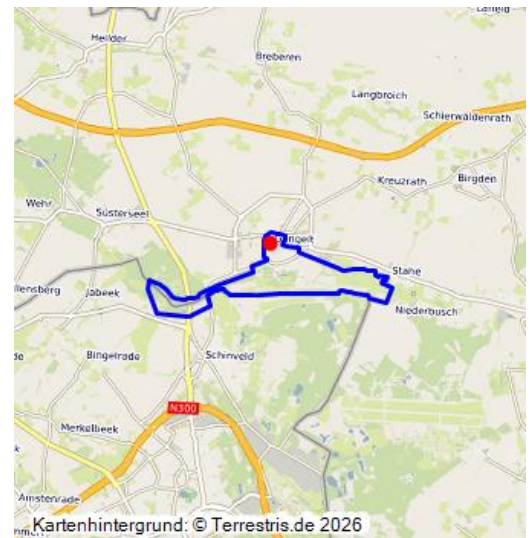 Heilder
Breberen
Langbroich
Schierwaldenrath
Kreuzrath
Birgden
Wehr
Süsterseel
Stahe
Jabeek
Niederbusch
Bingelrade
Schinveld
N300
Merkelbeek
Amstenrade
Kartenhintergrund: © Terrestris.de 2026